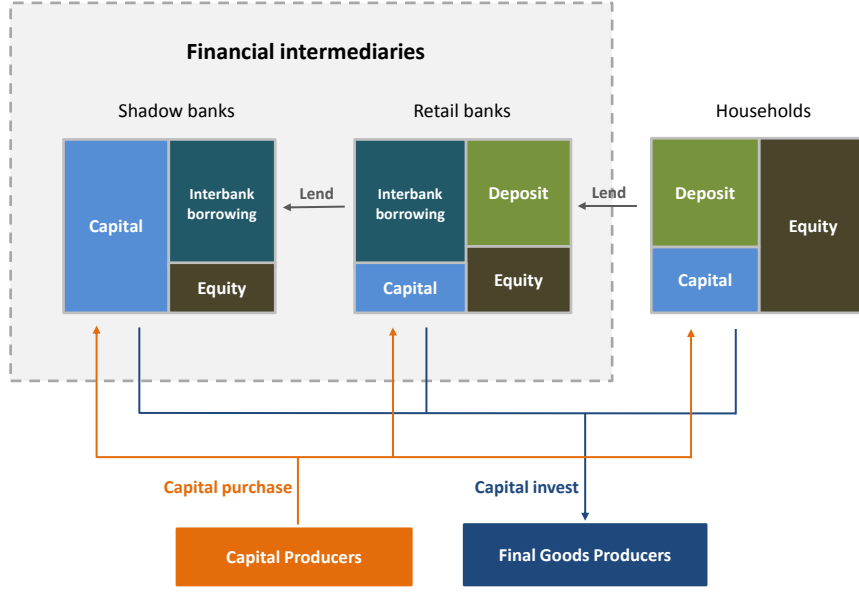 Financial intermediaries
Shadow banks
Retail banks
Households
Capital
Interbank
borrowing
Equity
Lend
Interbank
borrowing
Capital
Deposit
Equity
Lend
Deposit
Capital
Equity
Capital purchase
Capital invest
Capital Producers
Final Goods Producers